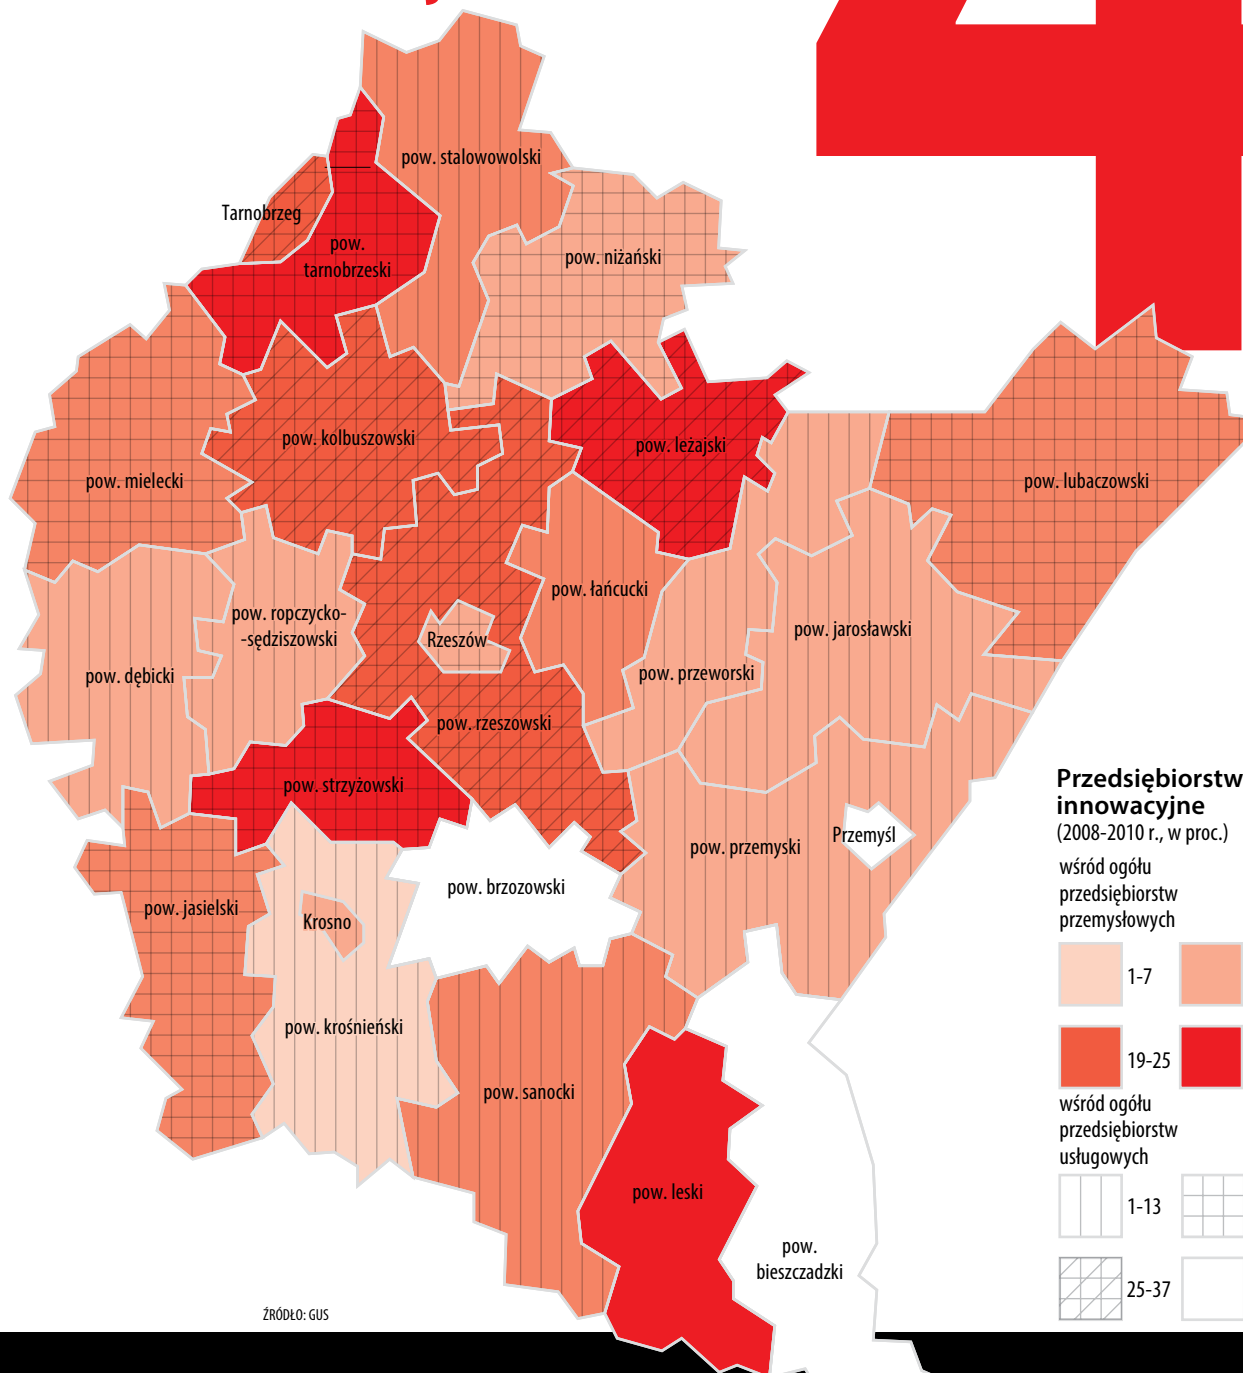 4
pow. stalowowolski
Tarnobrzeg
pow.
tarnobrzeski
pow. niżański
pow. kolbuszowski
pow. leżajski
pow. mielecki
pow. lubaczowski
pow. łańcucki
pow. ropczycko-
-sędziszowski
Rzeszów
pow. jarosławski
pow. dębicki
pow. przeworski
pow. rzeszowski
pow. strzyżowski
Przemyśl
pow. przemyski
pow. brzozowski
pow. jasielski
Krosno
pow. krośnieński
pow. sanocki
pow. leski
pow.
bieszczadzki
Przedsiębiorstw
innowacyjne
(2008-2010 r., w proc.)
wśród ogółu
przedsiębiorstw
przemysłowych
1-7
19-25
wśród ogółu
przedsiębiorstw
usługowych
1-13
25-37
ŹRÓDŁO: GUS